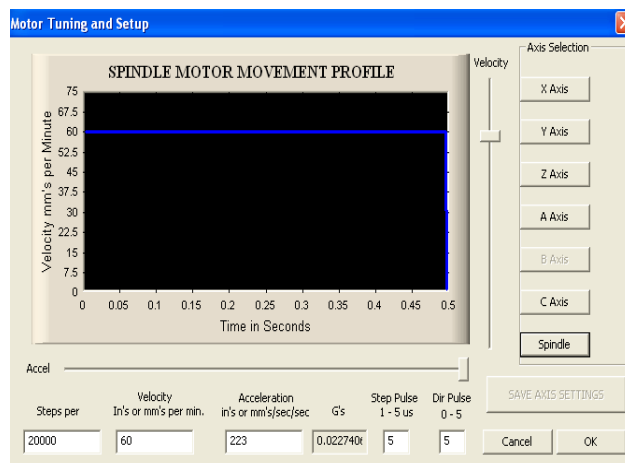 Motor Tuning and Setup
SPINDLE MOTOR MOVEMENT PROFILE
Velocity mm's per Minute
75
67.5
60
52.5
45
37.5
30
22.5
15
7.5
0
0 0.05 0.1 0.15 0.2 0.25 0.3 0.35 0.4 0.45 0.5
Time in Seconds
Velocity
Axis Selection
X Axis
Y Axis
Z Axis
A Axis
B Axis
C Axis
Spindle
Accel
Steps per
Velocity
In's or mm's per min.
Acceleration
in's or mm's/sec/sec
G's
Step Pulse
1 - 5 us
Dir Pulse
0 - 5
20000 60 223 0.022740 5 5
SAVE AXIS SETTINGS
Cancel OK